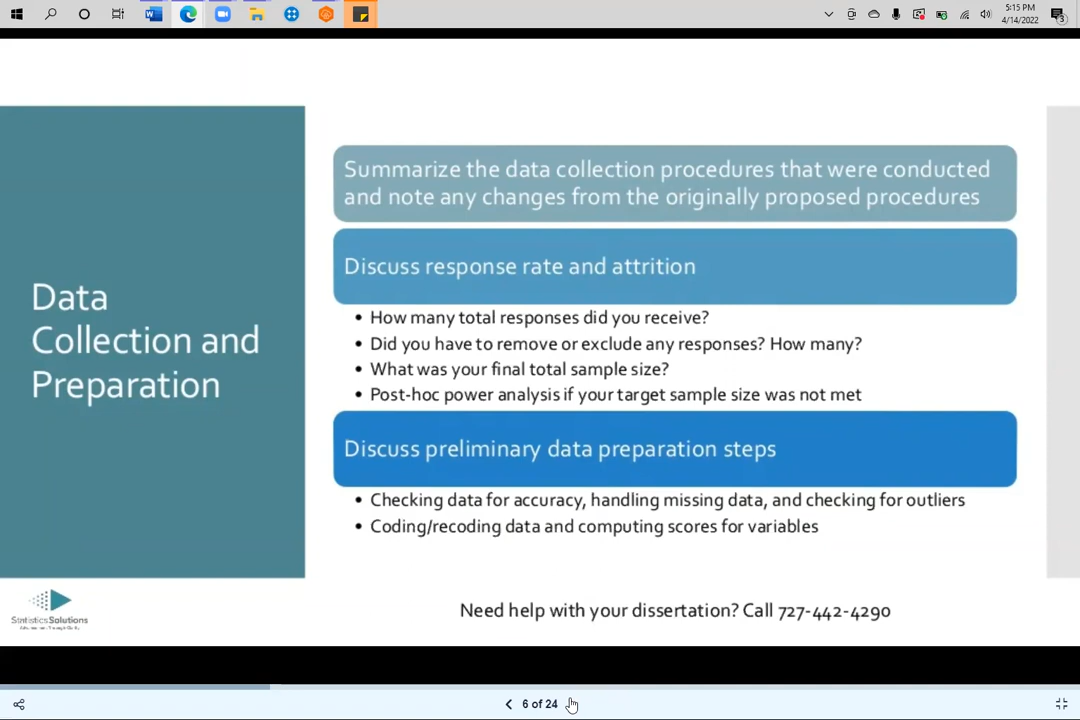 5:15 PM
4/14/2022
3
Summarize the data collection procedures that were conducted
and note any changes from the originally proposed procedures
Discuss response rate and attrition
• How many total responses did you receive?
• Did you have to remove or exclude any responses? How many?
• What was your final total sample size?
• Post-hoc power analysis if your target sample size was not met
Data
Collection and
Preparation
Discuss preliminary data preparation steps
• Checking data for accuracy, handling missing data, and checking for outliers
• Coding/recoding data and computing scores for variables
StatisticsSolutions
Advancement Through Clarity
Need help with your dissertation? Call 727-442-4290
6 of 24